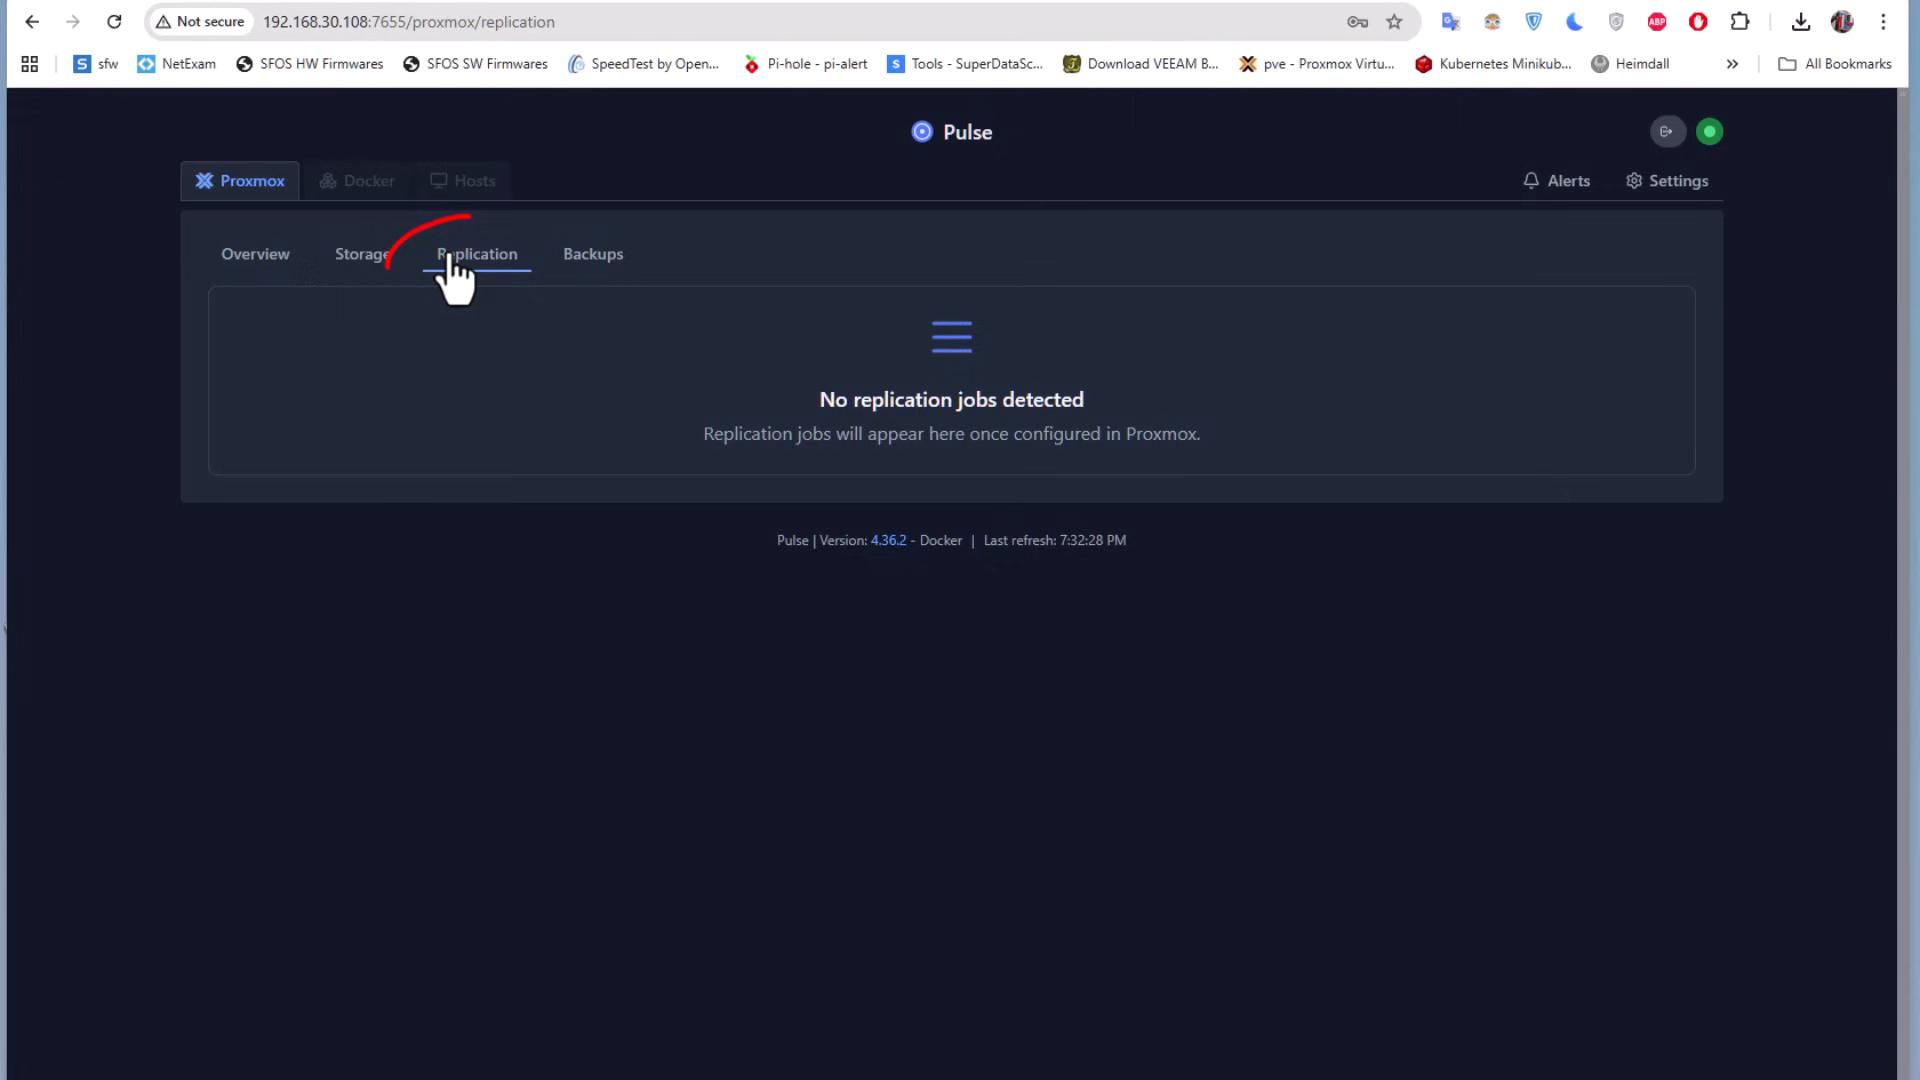 Not secure 192.168.30.108:7655/proxmox/replication
sfw NetExam SFOS HW Firmwares SFOS SW Firmwares SpeedTest by Open... Pi-hole - pi-alert Tools - SuperDataSc... Download VEEAM B... pve - Proxmox Virtu... Kubernetes Minikub... Heimdall » All Bookmarks
Pulse
Proxmox Docker Hosts Alerts Settings
Overview Storage Replication Backups
No replication jobs detected
Replication jobs will appear here once configured in Proxmox.
Pulse | Version: 4.36.2 - Docker | Last refresh: 7:32:28 PM